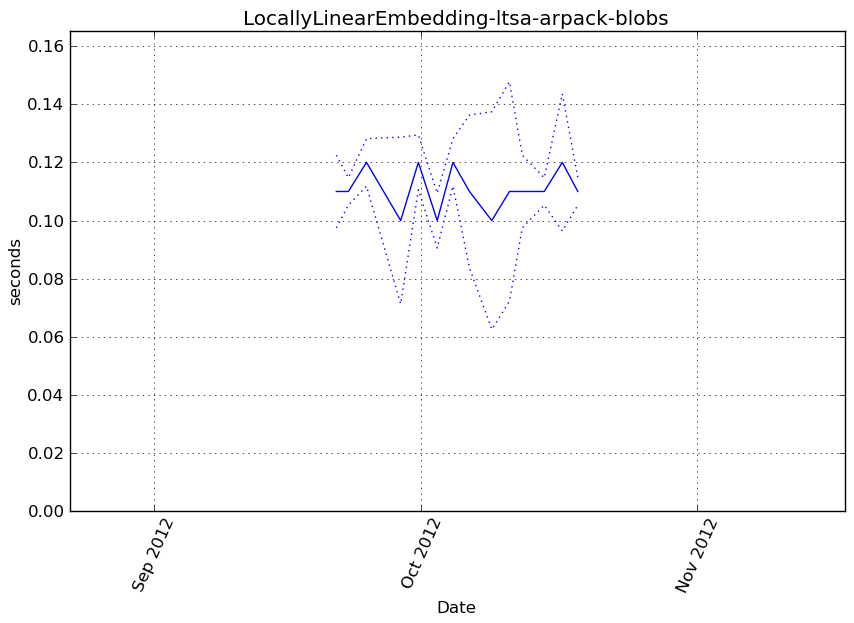 LocallyLinearEmbedding-ltsa-arpack-blobs
0.16
0.14
0.12
0.10
0.08
0.06
0.04
0.02
0.00
seconds
Sep 2012
Oct 2012
Nov 2012
Date